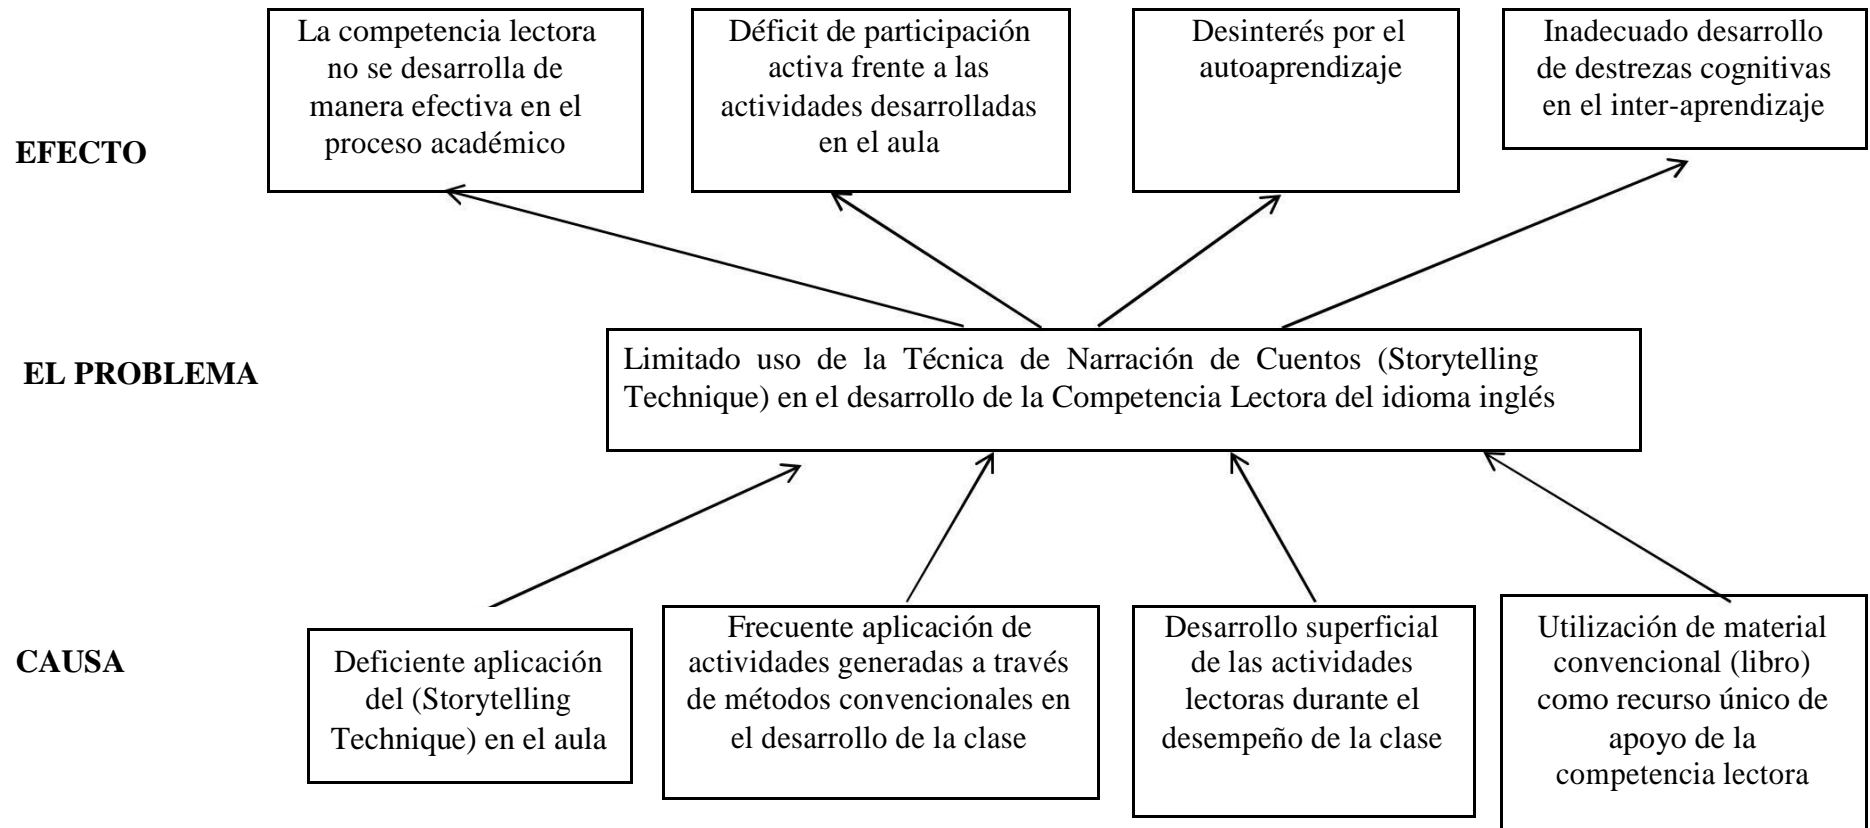 La competencia lectora
no se desarrolla de
manera efectiva en el
proceso académico
Déficit de participación
activa frente a las
actividades desarrolladas
en el aula
Desinterés por el
autoaprendizaje
Inadecuado desarrollo
de destrezas cognitivas
en el inter-aprendizaje
EFECTO
EL PROBLEMA
Limitado uso de la Técnica de Narración de Cuentos (Storytelling
Technique) en el desarrollo de la Competencia Lectora del idioma inglés
CAUSA
Deficiente aplicación
del (Storytelling
Technique) en el aula
Frecuente aplicación de
actividades generadas a través
de métodos convencionales en
el desarrollo de la clase
Desarrollo superficial
de las actividades
lectoras durante el
desempeño de la clase
Utilización de material
convencional (libro)
como recurso único de
apoyo de la
competencia lectora